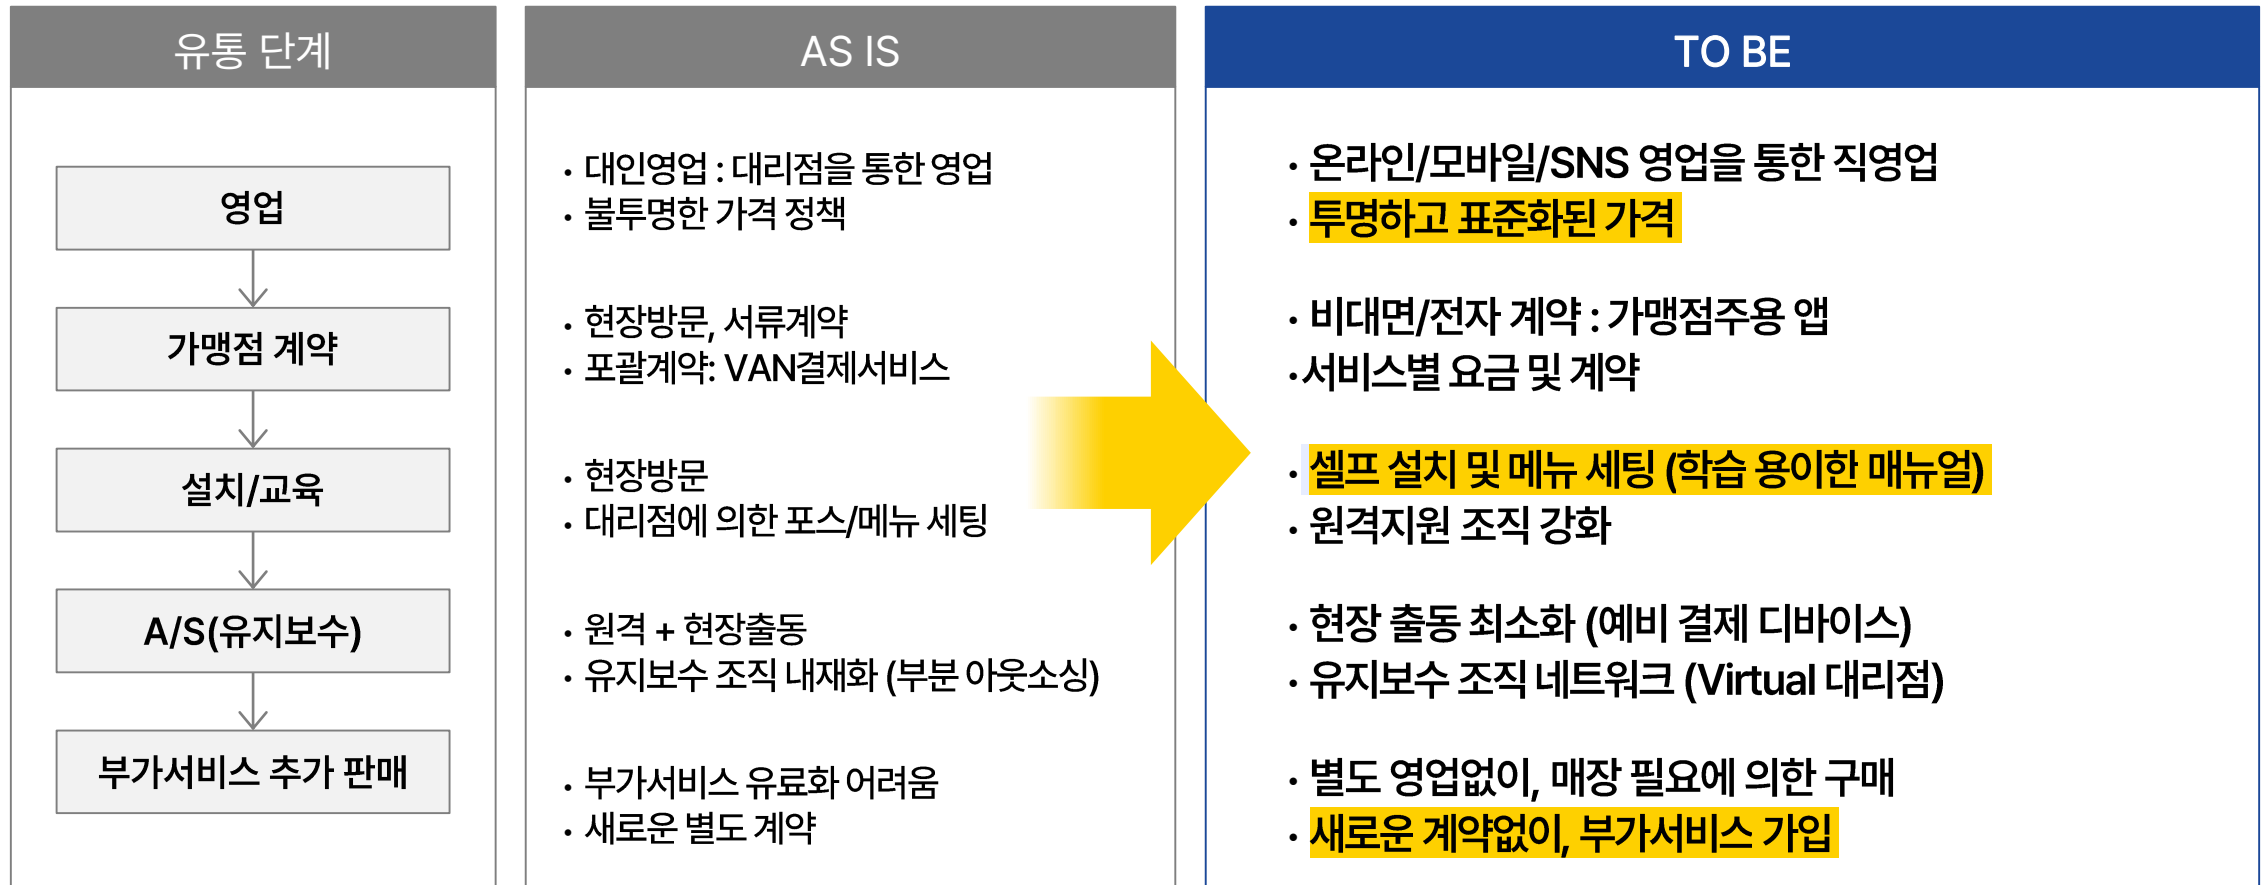 유통 단계
영업
가맹점 계약
설치/교육
A/S(유지보수)
부가서비스 추가 판매
AS IS
• 대인영업 : 대리점을 통한 영업
• 불투명한 가격 정책
• 현장방문, 서류계약
• 포괄계약: VAN결제서비스
• 현장방문
• 대리점에 의한 포스/메뉴 세팅
• 원격 + 현장출동
• 유지보수 조직 내재화 (부분 아웃소싱)
• 부가서비스 유료화 어려움
• 새로운 별도 계약
TO BE
• 온라인/모바일/SNS 영업을 통한 직영업
• 투명하고 표준화된 가격
• 비대면/전자 계약 : 가맹점주용 앱
•서비스별 요금 및 계약
• 셀프 설치 및 메뉴 세팅 (학습 용이한 매뉴얼)
• 원격지원 조직 강화
• 현장 출동 최소화 (예비 결제 디바이스)
• 유지보수 조직 네트워크 (Virtual 대리점)
• 별도 영업없이, 매장 필요에 의한 구매
• 새로운 계약없이, 부가서비스 가입